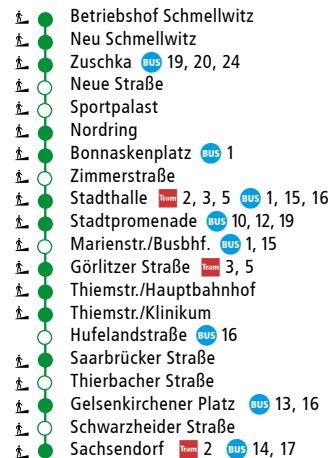 Betriebshof Schmellwitz
Neu Schmellwitz
Zuschka BUS 19, 20, 24
Neue Straße
Sportpalast
Nordring
Bonnaskenplatz BUS 1
Zimmerstraße
Stadthalle Tram 2, 3, 5 BUS 1, 15, 16
Stadtpromenade BUS 10, 12, 19
Marienstr./Busbhf. BUS 1, 15
Görlitzer Straße Tram 3, 5
Thiemstr./Hauptbahnhof
Thiemstr./Klinikum
Hufelandstraße BUS 16
Saarbrücker Straße
Thierbacher Straße
Gelsenkirchener Platz BUS 13, 16
Schwarzheider Straße
Sachsendorf Tram 2 BUS 14, 17